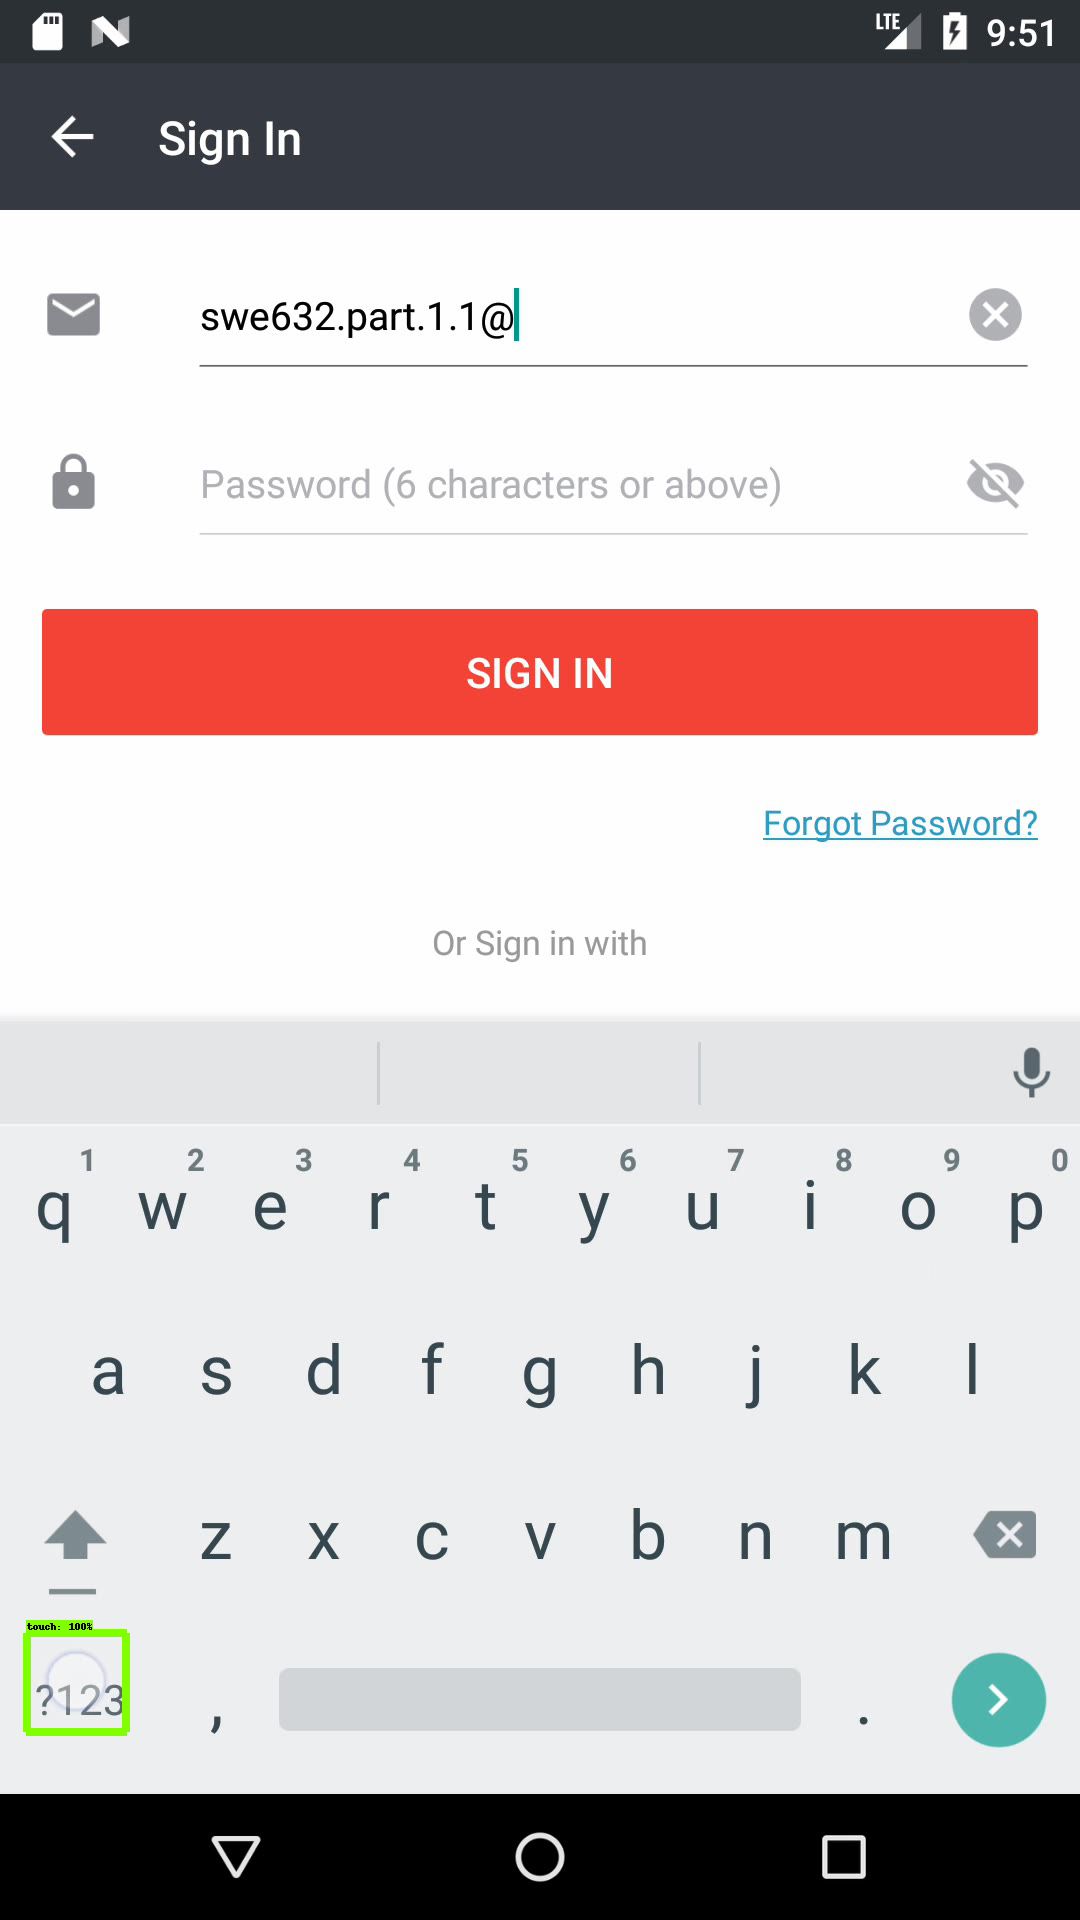 LTE 9:51
Sign In
swe632.part.1.1@
Password (6 characters or above)
SIGN IN
Forgot Password?
Or Sign in with
1 2 3 4 5 6 7 8 9 0
q w e r t y u i o p
a s d f g h j k l
z x c v b n m
touch: 100%
?123 , .